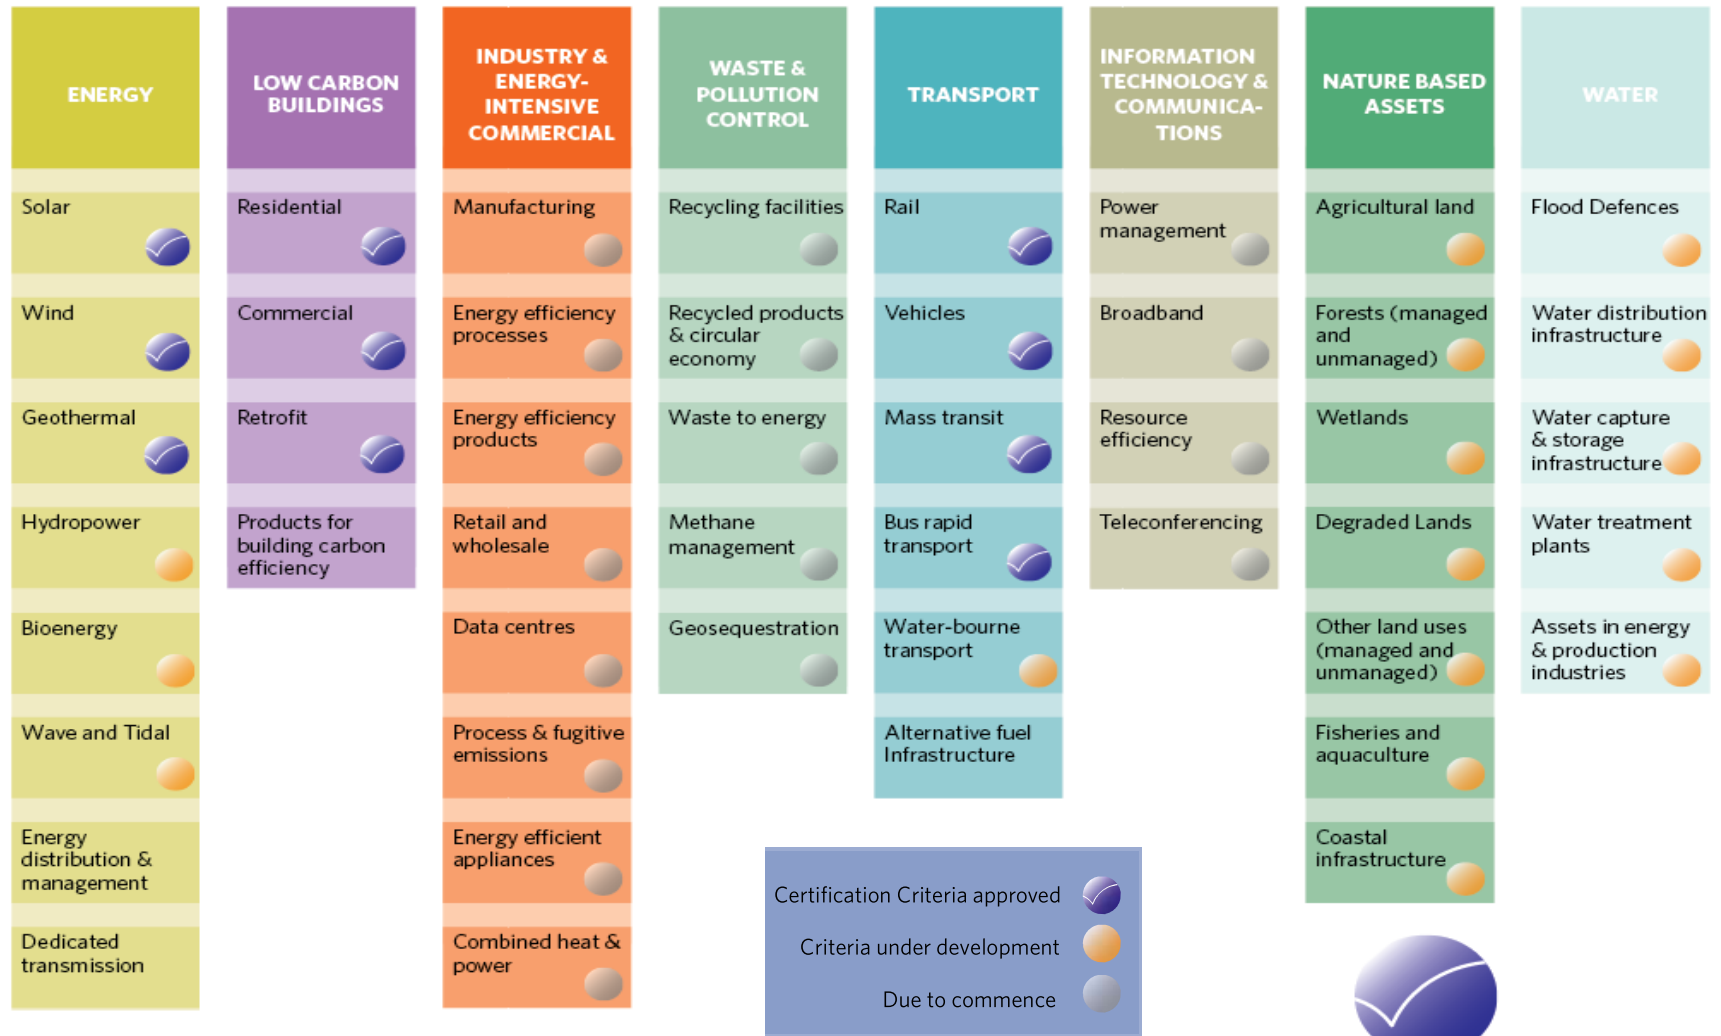 ENERGY
Solar
Wind
Geothermal
Hydropower
Bioenergy
Wave and Tidal
Energy
distribution &
management
Dedicated
transmission
LOW CARBON
BUILDINGS
Residential
Commercial
Retrofit
Products for
building carbon
efficiency
INDUSTRY &
ENERGY-
INTENSIVE
COMMERCIAL
Manufacturing
Energy efficiency
processes
Energy efficiency
products
Retail and
wholesale
Data centres
Process & fugitive
emissions
Energy efficient
appliances
Combined heat &
power
WASTE &
POLLUTION
CONTROL
Recycling facilities
Recycled products
& circular
economy
Waste to energy
Methane
management
Geosequestration
TRANSPORT
Rail
Vehicles
Mass transit
Bus rapid
transport
Water-bourne
transport
Alternative fuel
Infrastructure
INFORMATION
TECHNOLOGY &
COMMUNICA-
TIONS
Power
management
Broadband
Resource
efficiency
Teleconferencing
NATURE BASED
ASSETS
Agricultural land
Forests (managed
and
unmanaged)
Wetlands
Degraded Lands
Other land uses
(managed and
unmanaged)
Fisheries and
aquaculture
Coastal
infrastructure
WATER
Flood Defences
Water distribution
infrastructure
Water capture
& storage
infrastructure
Water treatment
plants
Assets in energy
& production
industries
Certification Criteria approved
Criteria under development
Due to commence